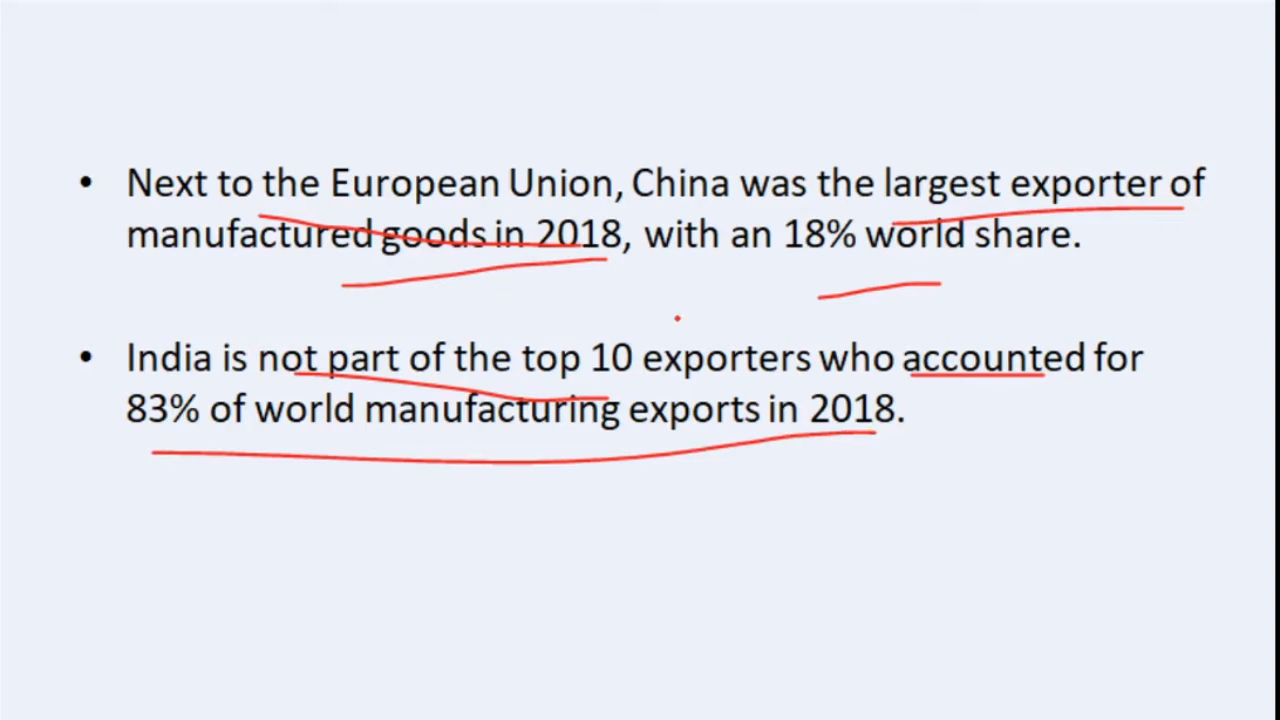 • Next to the European Union, China was the largest exporter of
manufactured goods in 2018, with an 18% world share.
• India is not part of the top 10 exporters who accounted for
83% of world manufacturing exports in 2018.